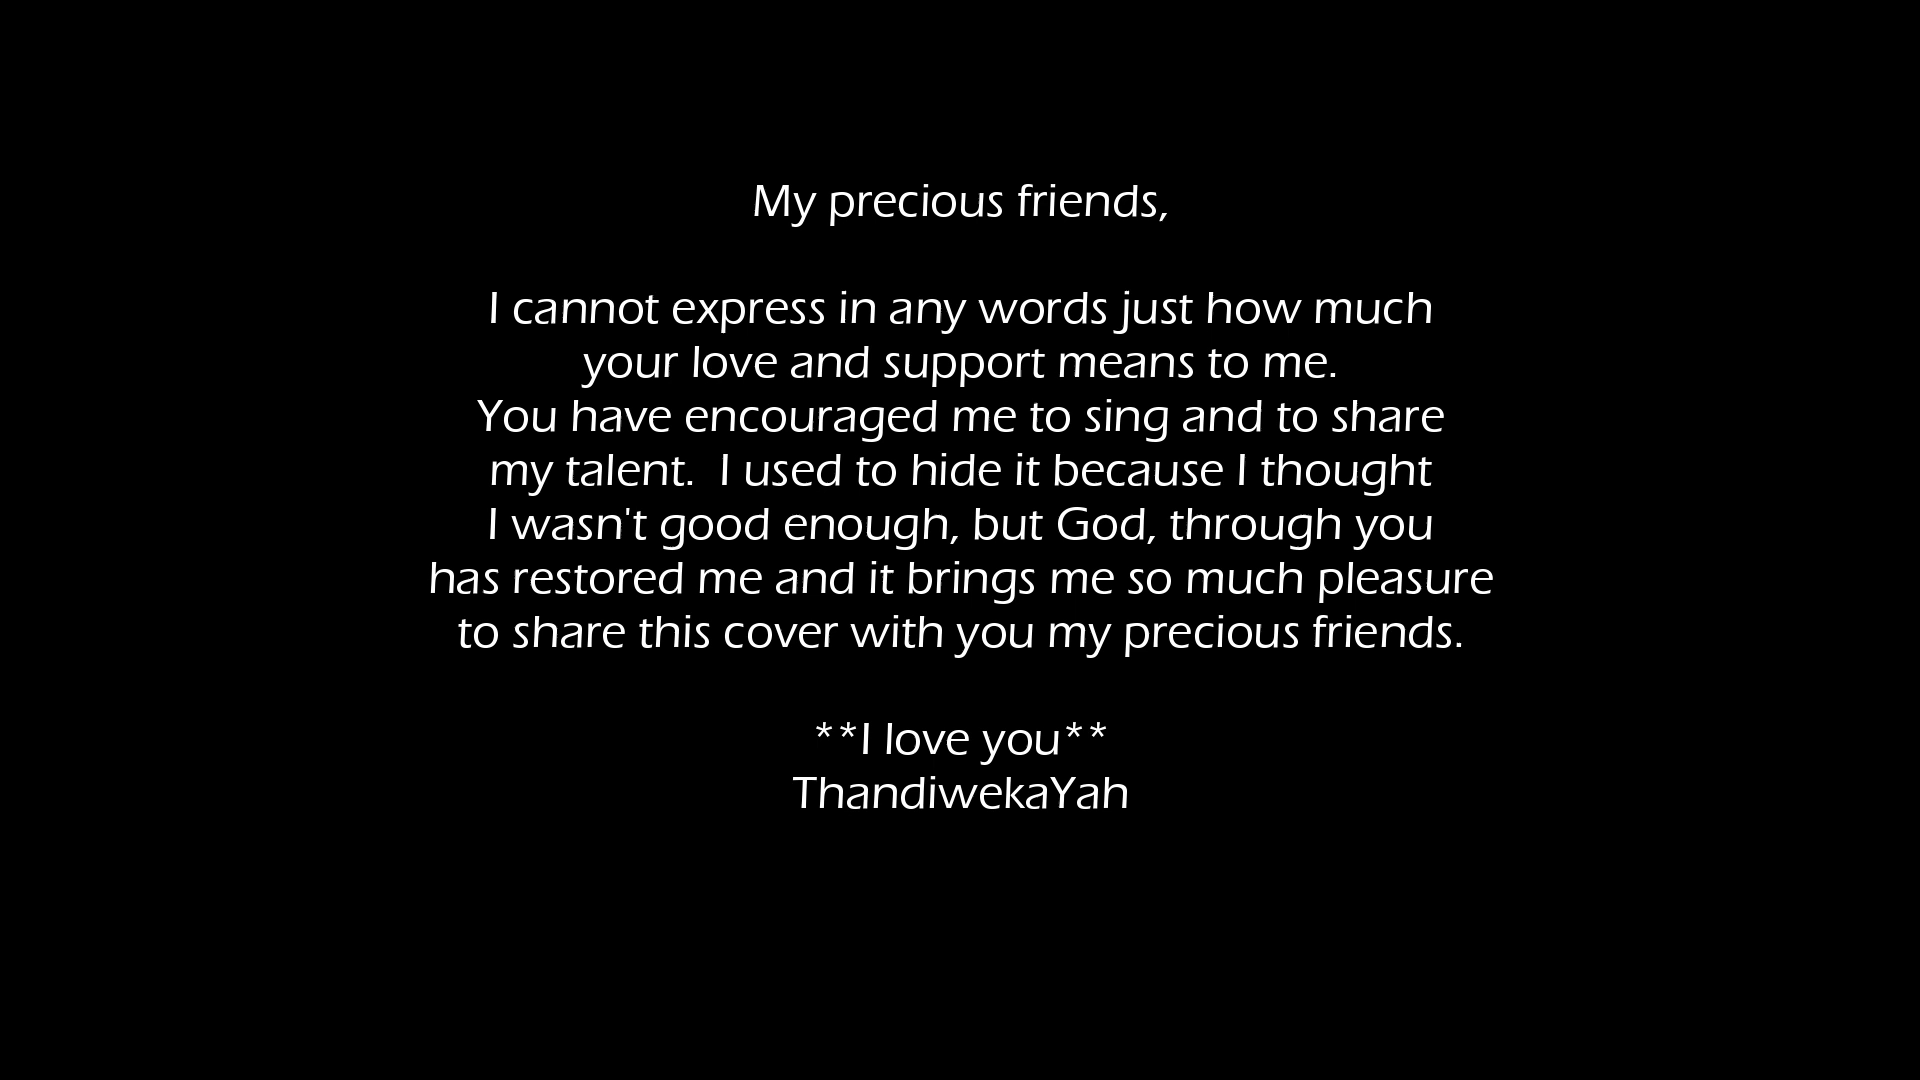 My precious friends,
I cannot express in any words just how much
your love and support means to me.
You have encouraged me to sing and to share
my talent.  I used to hide it because I thought
I wasn't good enough, but God, through you
has restored me and it brings me so much pleasure
to share this cover with you my precious friends.
**I love you**
ThandiwekaYah